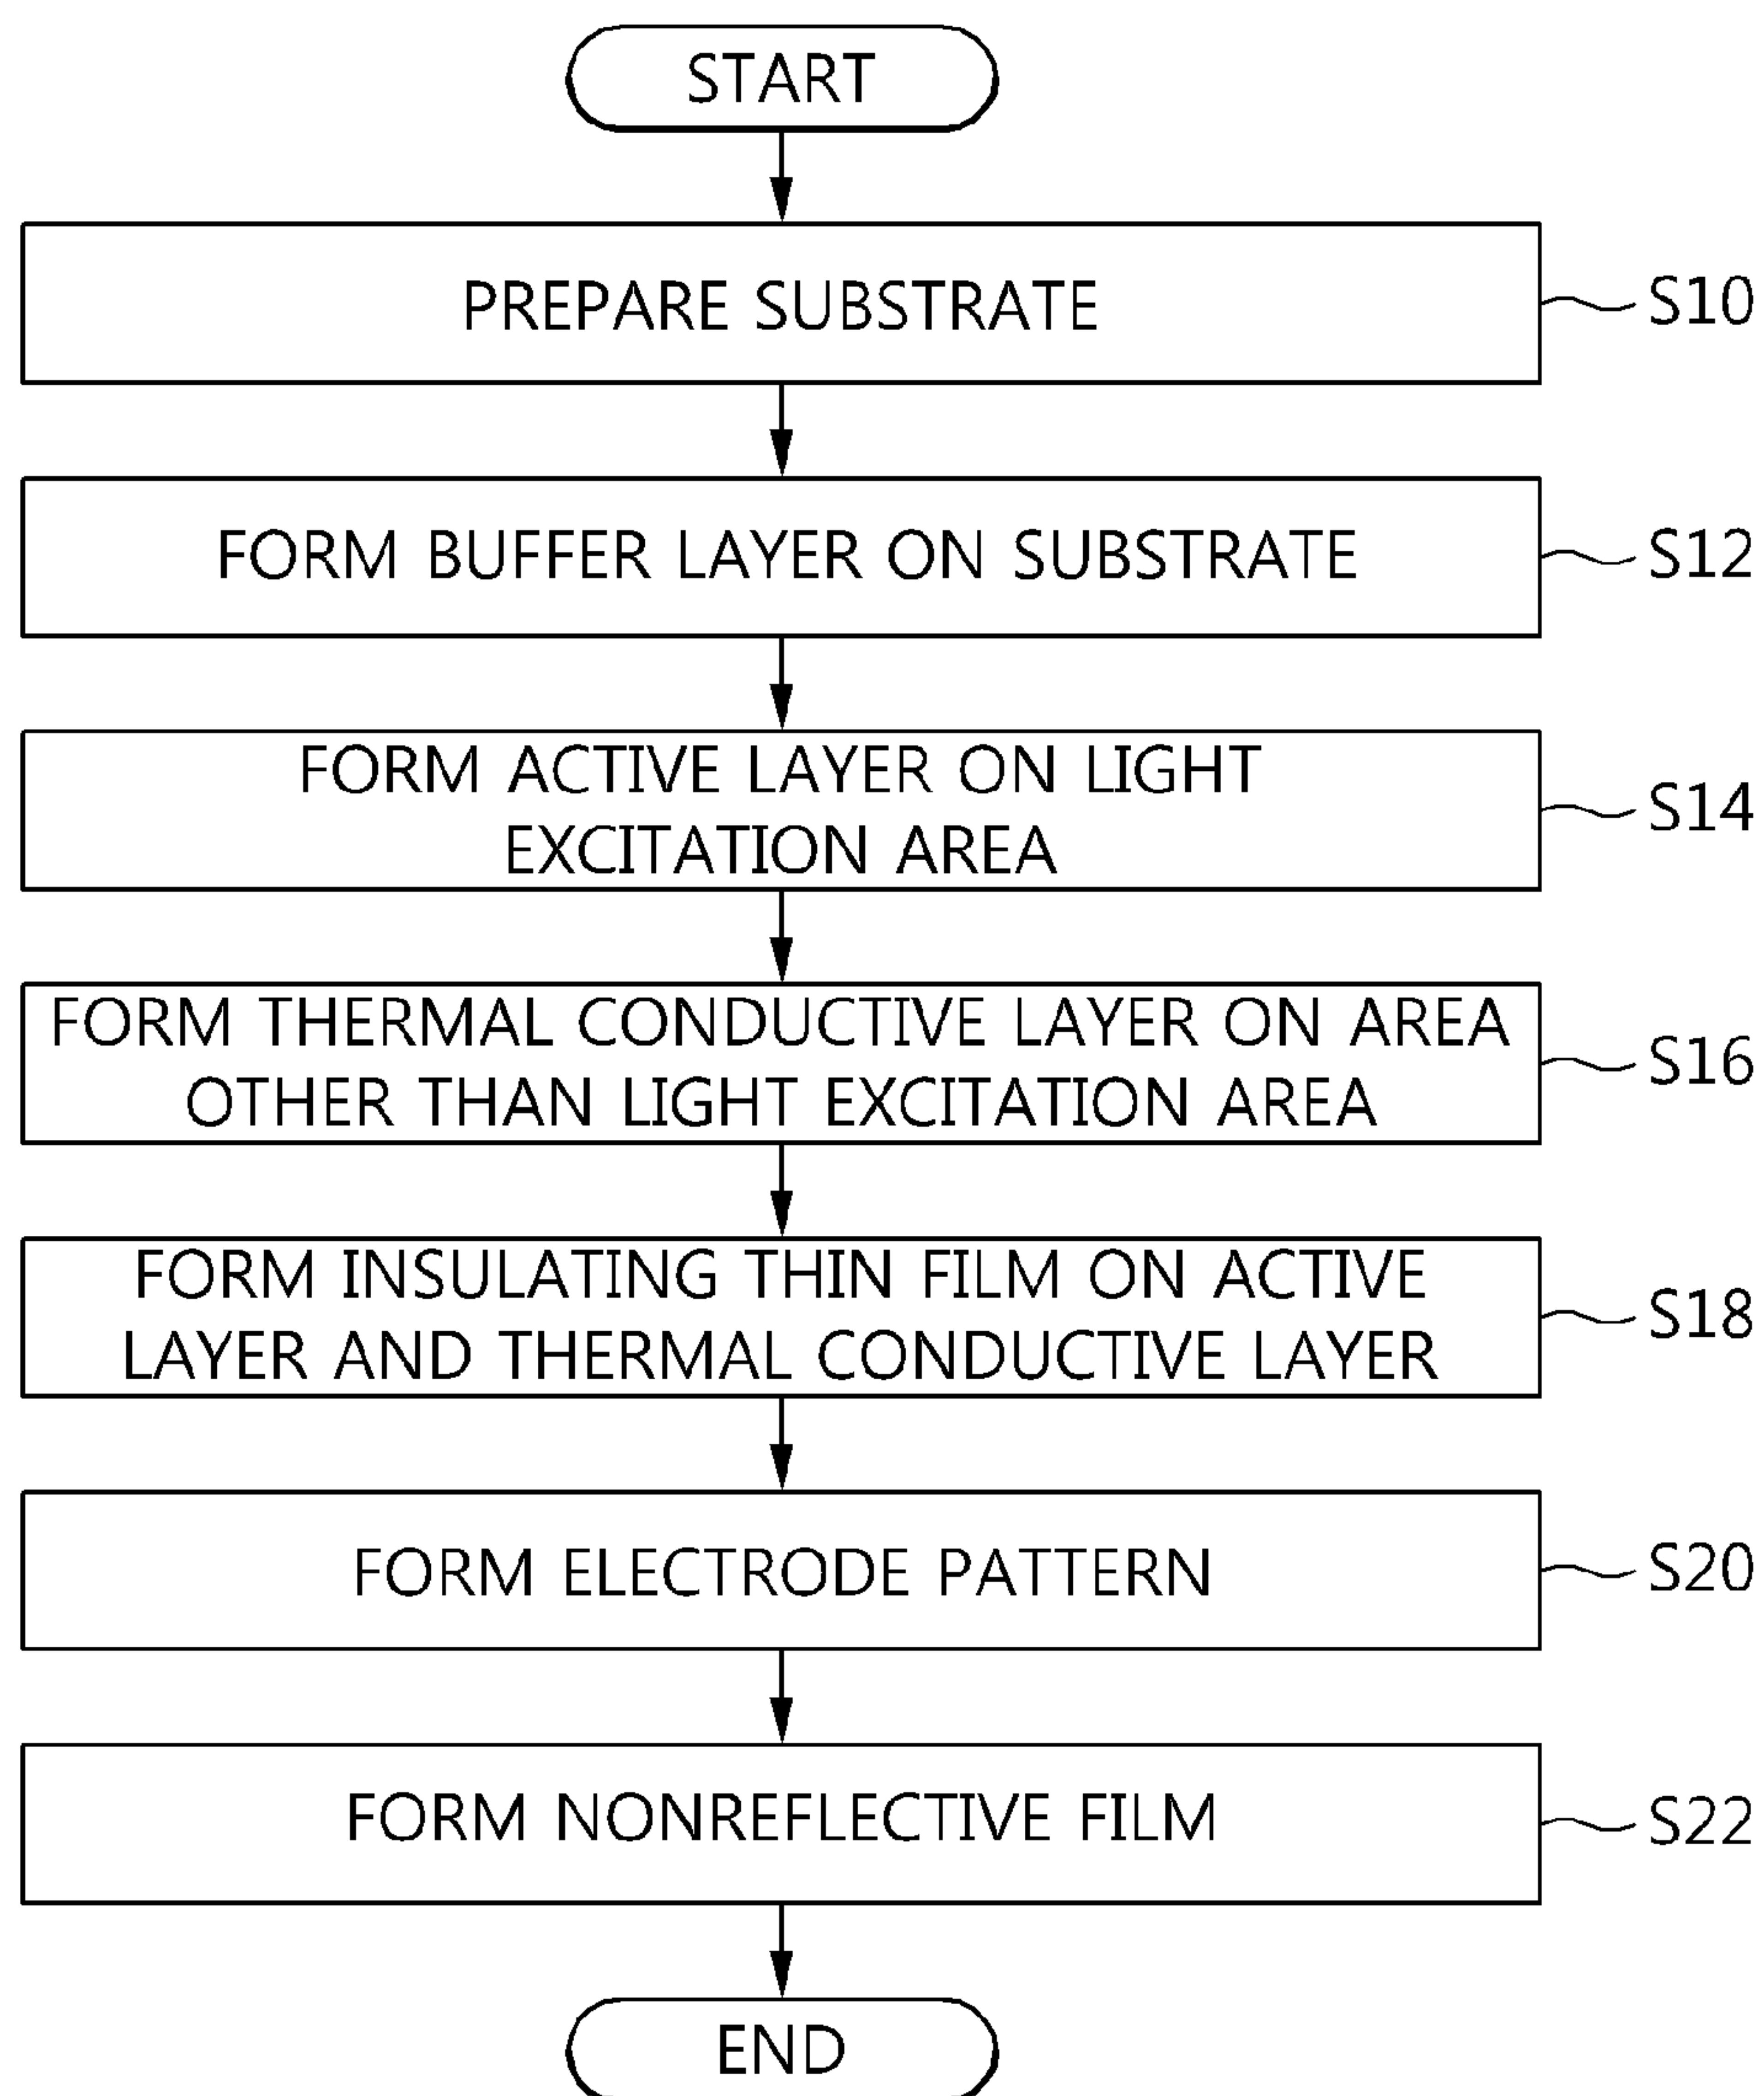 START
PREPARE SUBSTRATE
S10
FORM BUFFER LAYER ON SUBSTRATE
S12
FORM ACTIVE LAYER ON LIGHT
EXCITATION AREA
S14
FORM THERMAL CONDUCTIVE LAYER ON AREA
OTHER THAN LIGHT EXCITATION AREA
S16
FORM INSULATING THIN FILM ON ACTIVE
LAYER AND THERMAL CONDUCTIVE LAYER
S18
FORM ELECTRODE PATTERN
S20
FORM NONREFLECTIVE FILM
S22
END